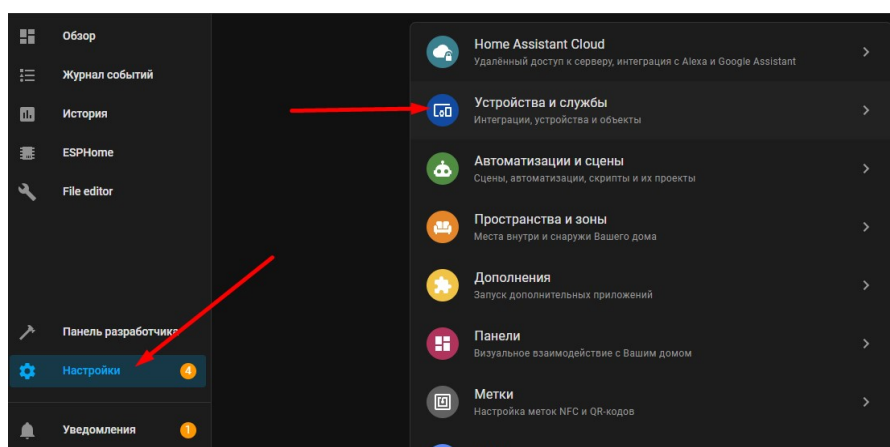 Обзор
Журнал событий
История
ESPHome
File editor
Панель разработчика
Настройки
4
Уведомления
1
Home Assistant Cloud
Удалённый доступ к серверу, интеграция с Alexa и Google Assistant
Устройства и службы
Интеграции, устройства и объекты
Автоматизации и сцены
Сцены, автоматизации, скрипты и их проекты
Пространства и зоны
Места внутри и снаружи Вашего дома
Дополнения
Запуск дополнительных приложений
Панели
Визуальное взаимодействие с Вашим домом
Метки
Настройка меток NFC и QR-кодов